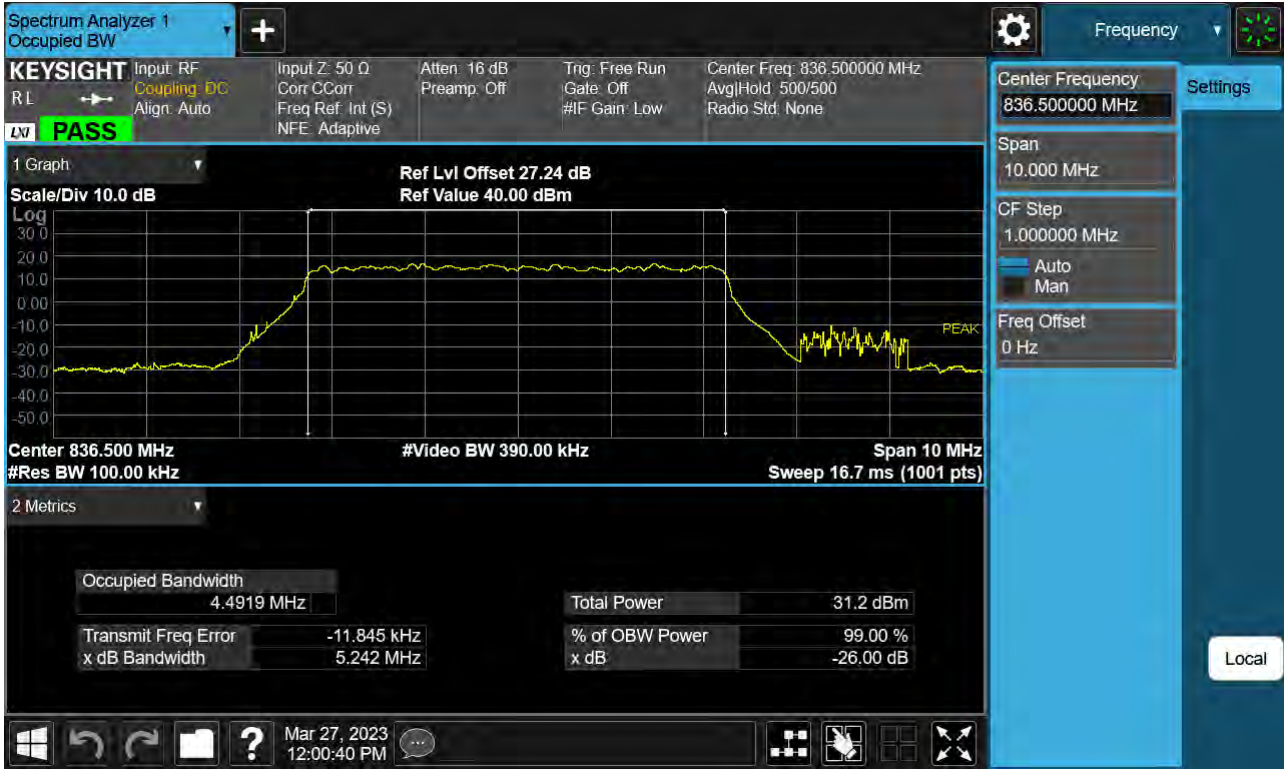 Spectrum Analyzer 1
Occupied BW
Frequency
KEYSIGHT
R L
LXI
PASS
Input: RF
Coupling: DC
Align: Auto
Input Z: 50 Ω
Corr CCorr
Freq Ref: Int (S)
NFE: Adaptive
Atten: 16 dB
Preamp: Off
Trig: Free Run
Gate: Off
#IF Gain: Low
Center Freq: 836.500000 MHz
Avg|Hold: 500/500
Radio Std: None
1 Graph
Scale/Div 10.0 dB
Ref Lvl Offset 27.24 dB
Ref Value 40.00 dBm
Log
30.0
20.0
10.0
0.00
-10.0
-20.0
-30.0
-40.0
-50.0
PEAK
Center 836.500 MHz
#Video BW 390.00 kHz
Span 10 MHz
#Res BW 100.00 kHz
Sweep 16.7 ms (1001 pts)
2 Metrics
Occupied Bandwidth
4.4919 MHz
Total Power 31.2 dBm
Transmit Freq Error -11.845 kHz
% of OBW Power 99.00 %
x dB Bandwidth 5.242 MHz
x dB -26.00 dB
Center Frequency
836.500000 MHz
Settings
Span
10.000 MHz
CF Step
1.000000 MHz
Auto
Man
Freq Offset
0 Hz
Local
?
Mar 27, 2023
12:00:40 PM